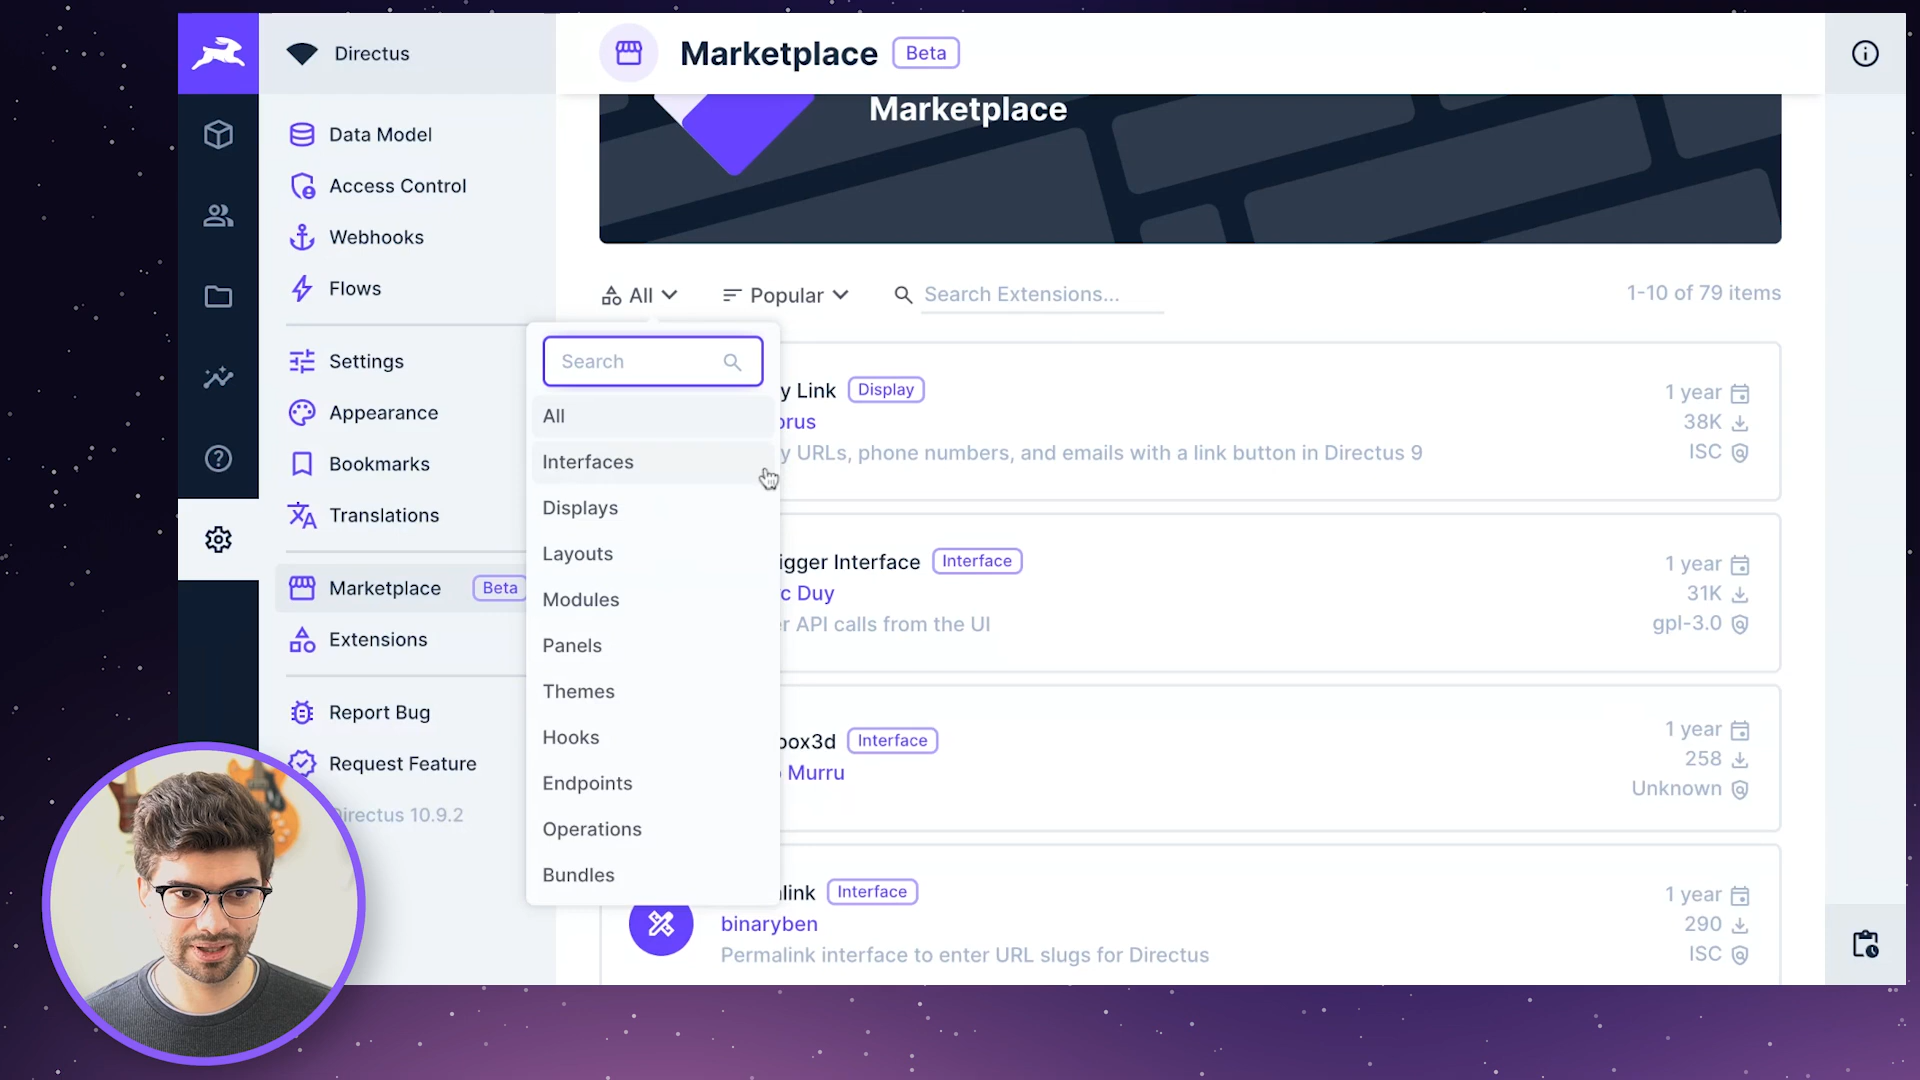 Directus
Marketplace
Beta
Data Model
Access Control
Webhooks
Flows
Settings
Appearance
Bookmarks
Translations
Marketplace
Beta
Extensions
Report Bug
Request Feature
Directus 10.9.2
Marketplace
All
Popular
Search Extensions...
1-10 of 79 items
Search
All
Interfaces
Displays
Layouts
Modules
Panels
Themes
Hooks
Endpoints
Operations
Bundles
Link
Display
URLs, phone numbers, and emails with a link button in Directus 9
1 year
38K
ISC
Interface
Interface
Duy
API calls from the UI
1 year
31K
gpl-3.0
Interface
Murru
1 year
258
Unknown
Interface
binaryben
Permalink interface to enter URL slugs for Directus
1 year
290
ISC